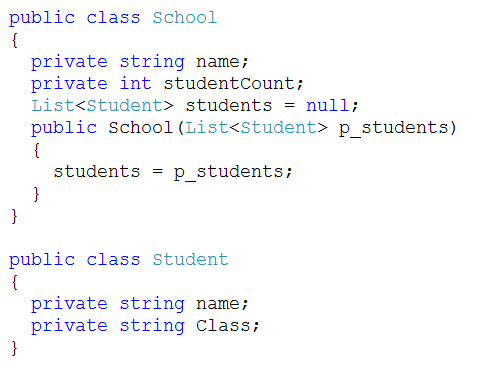 public class School
{
  private string name;
  private int studentCount;
  List<Student> students = null;
  public School(List<Student> p_students)
  {
    students = p_students;
  }
}

public class Student
{
  private string name;
  private string Class;
}